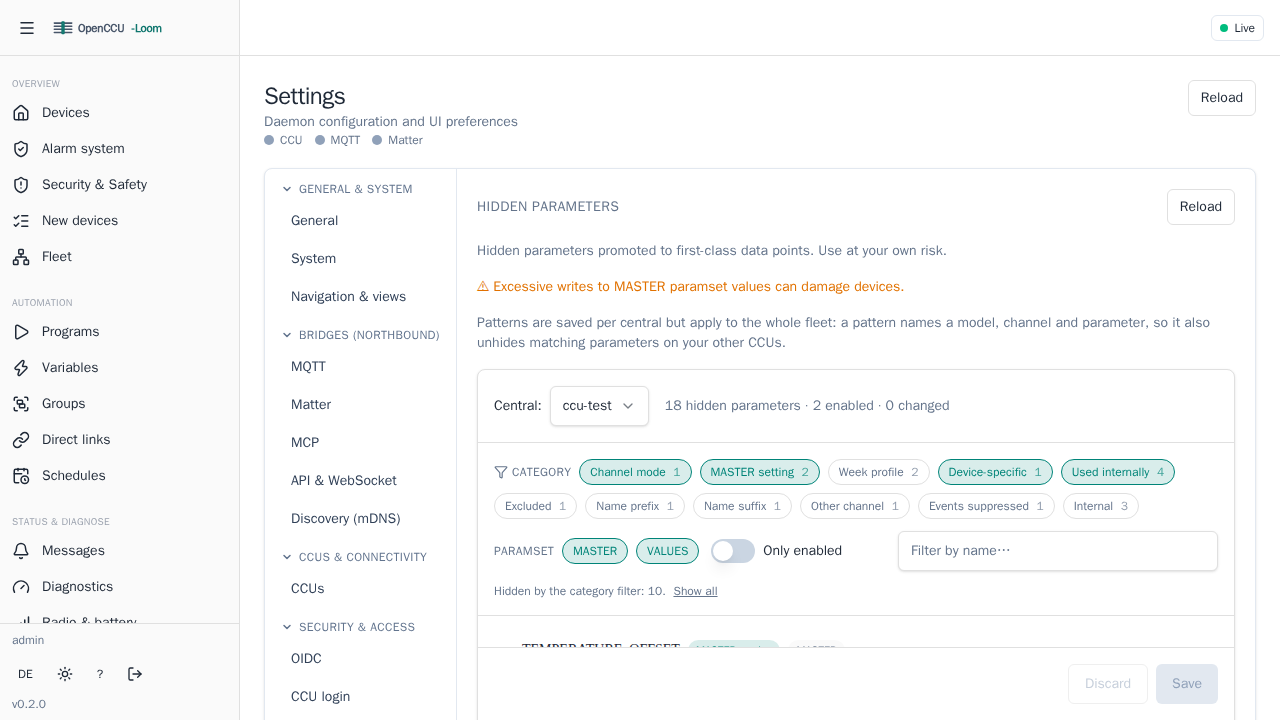 OpenCCU -Loom
Live
OVERVIEW
Devices
Alarm system
Security & Safety
New devices
Fleet
AUTOMATION
Programs
Variables
Groups
Direct links
Schedules
STATUS & DIAGNOSE
Messages
Diagnostics
Radio & battery
admin
DE ?
v0.2.0
Settings
Reload
Daemon configuration and UI preferences
CCU MQTT Matter
GENERAL & SYSTEM
General
System
Navigation & views
BRIDGES (NORTHBOUND)
MQTT
Matter
MCP
API & WebSocket
Discovery (mDNS)
CCUS & CONNECTIVITY
CCUs
SECURITY & ACCESS
OIDC
CCU login
HIDDEN PARAMETERS
Reload
Hidden parameters promoted to first-class data points. Use at your own risk.
⚠ Excessive writes to MASTER paramset values can damage devices.
Patterns are saved per central but apply to the whole fleet: a pattern names a model, channel and parameter, so it also
unhides matching parameters on your other CCUs.
Central: ccu-test 18 hidden parameters · 2 enabled · 0 changed
CATEGORY Channel mode 1 MASTER setting 2 Week profile 2 Device-specific 1 Used internally 4
Excluded 1 Name prefix 1 Name suffix 1 Other channel 1 Events suppressed 1 Internal 3
PARAMSET MASTER VALUES Only enabled Filter by name…
Hidden by the category filter: 10. Show all
TEMPERATURE_OFFSET MASTER setting MASTER
Discard Save